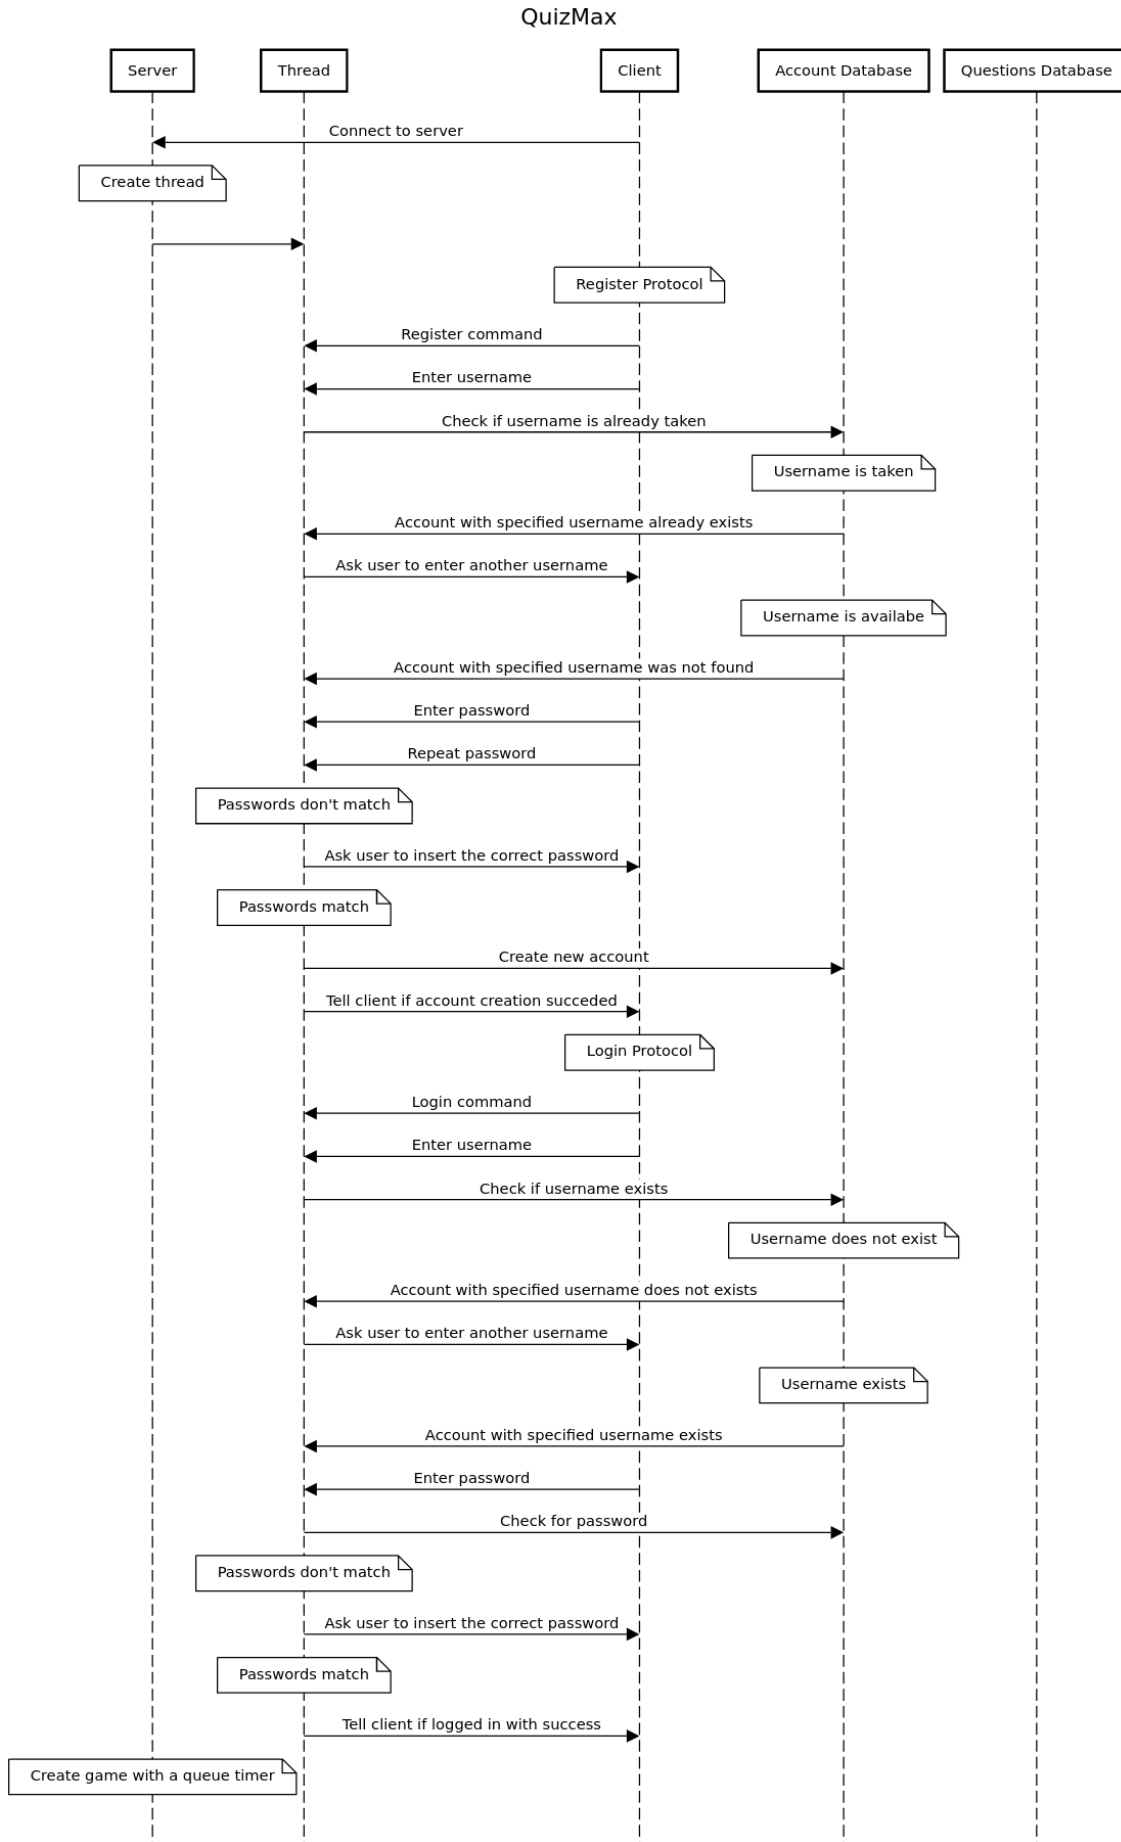 QuizMax
Server
Thread
Client
Account Database
Questions Database
Connect to server
Create thread
Register Protocol
Register command
Enter username
Check if username is already taken
Username is taken
Account with specified username already exists
Ask user to enter another username
Username is availabe
Account with specified username was not found
Enter password
Repeat password
Passwords don't match
Ask user to insert the correct password
Passwords match
Create new account
Tell client if account creation succeded
Login Protocol
Login command
Enter username
Check if username exists
Username does not exist
Account with specified username does not exists
Ask user to enter another username
Username exists
Account with specified username exists
Enter password
Check for password
Passwords don't match
Ask user to insert the correct password
Passwords match
Tell client if logged in with success
Create game with a queue timer